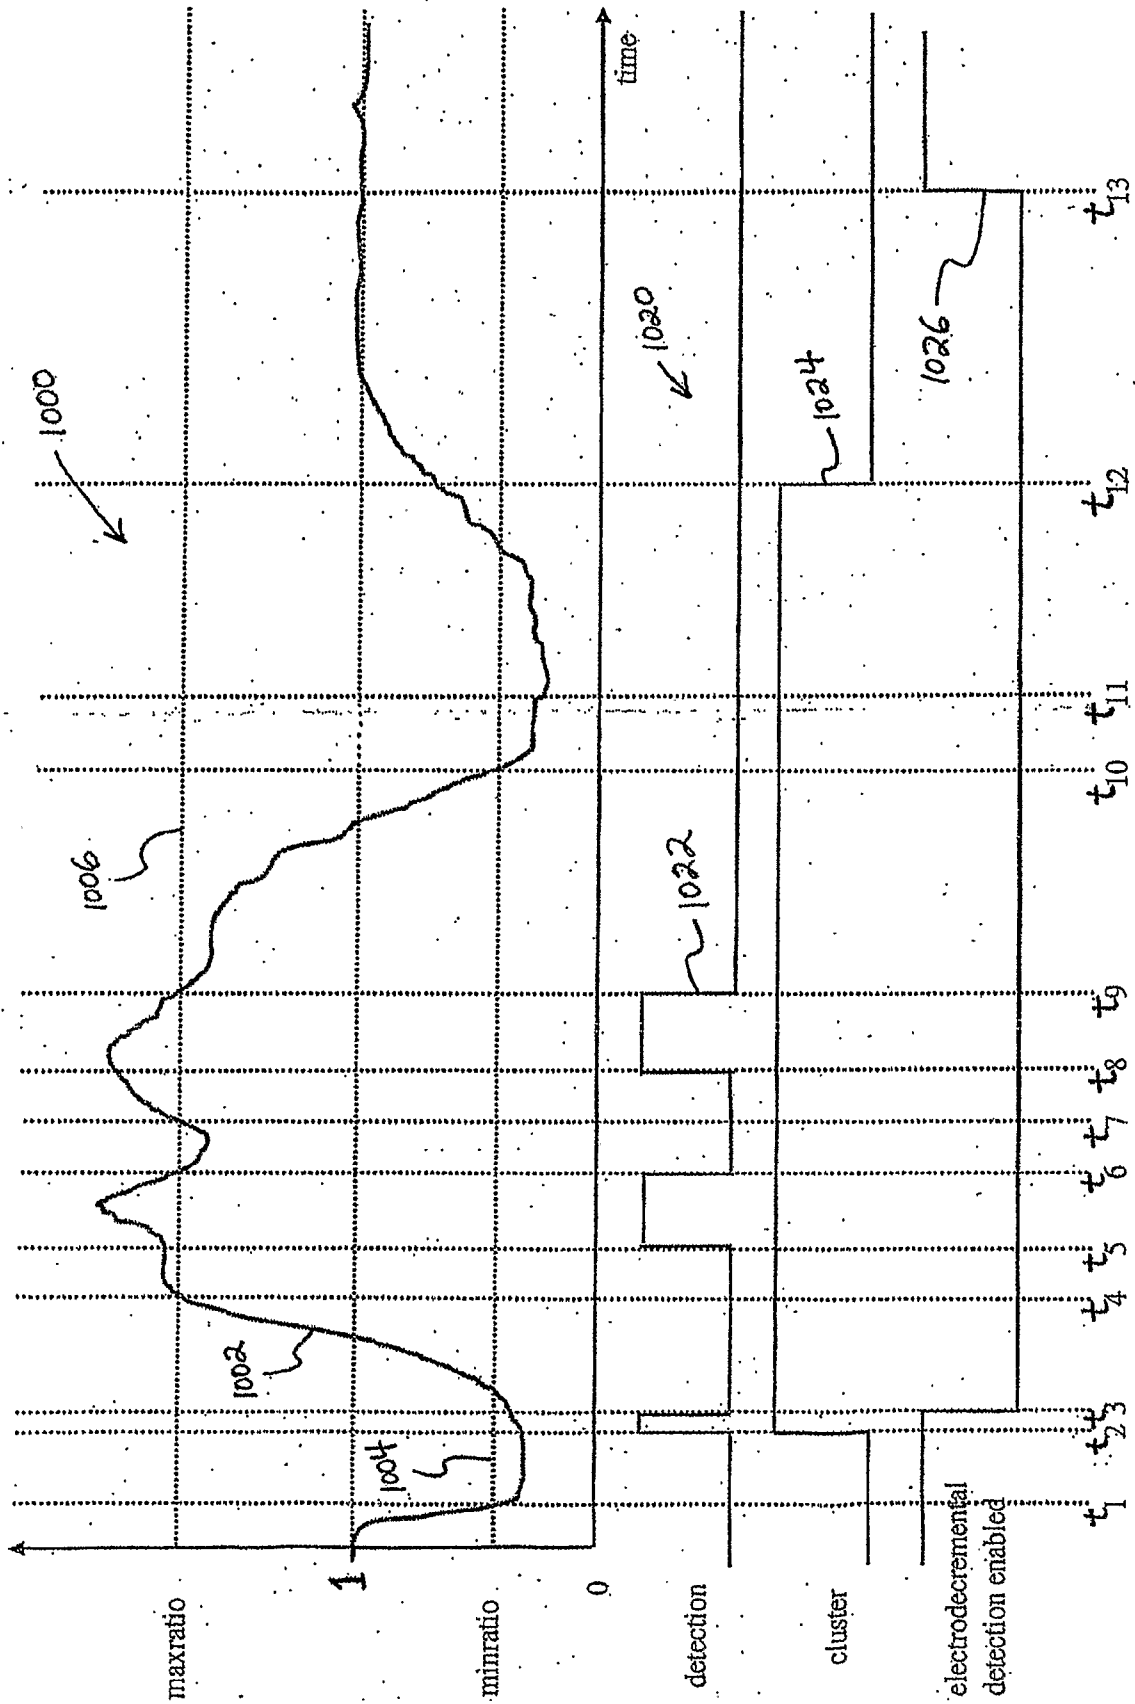 1000
maxratio
1006
1002
1
1004
minratio
0
time
1020
detection
1022
cluster
1024
electrodecremental
detection enabled
1026
t1
t2
t3
t4
t5
t6
t7
t8
t9
t10
t11
t12
t13